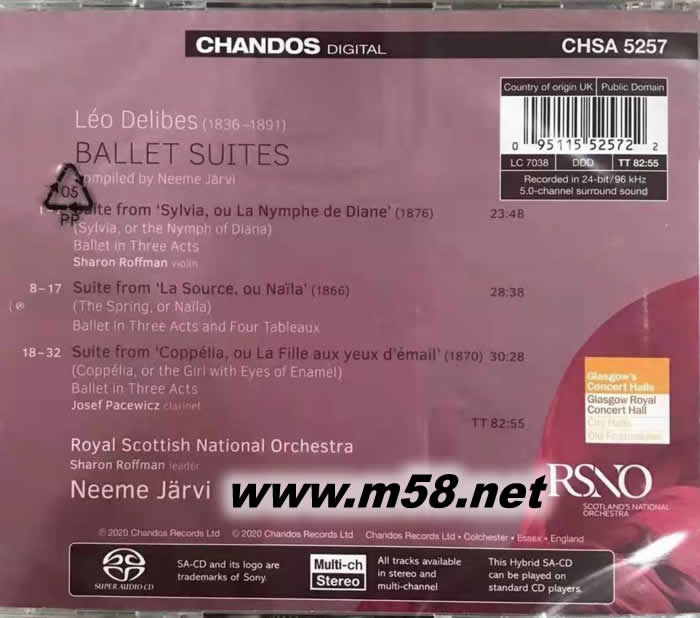 CHANDOS DIGITAL
CHSA 5257
Country of origin UK Public Domain
0 95115 52572 2
LC 7038 DDD TT 82:55
Recorded in 24-bit/96 kHz
5.0-channel surround sound
Léo Delibes (1836–1891)
BALLET SUITES
compiled by Neeme Järvi
05
PP
Suite from ‘Sylvia, ou La Nymphe de Diane’ (1876) 23:48
(Sylvia, or the Nymph of Diana)
Ballet in Three Acts
Sharon Roffman violin
8–17 Suite from ‘La Source, ou Naïla’ (1866) 28:38
(The Spring, or Naïla)
Ballet in Three Acts and Four Tableaux
18–32 Suite from ‘Coppélia, ou La Fille aux yeux d’émail’ (1870) 30:28
(Coppélia, or the Girl with Eyes of Enamel)
Ballet in Three Acts
Josef Pacewicz clarinet
TT 82:55
Glasgow's
Concert Halls
Glasgow Royal
Concert Hall
City Halls
Old Fruitmarket
Royal Scottish National Orchestra
Sharon Roffman leader
Neeme Järvi
www.m58.net
RSNO
SCOTLAND'S NATIONAL
ORCHESTRA
℗ 2020 Chandos Records Ltd © 2020 Chandos Records Ltd Chandos Records Ltd • Colchester • Essex • England
SUPER AUDIO CD
SA-CD and its logo are
trademarks of Sony.
Multi-ch
Stereo
All tracks available
in stereo and
multi-channel
This Hybrid SA-CD
can be played on
standard CD players.